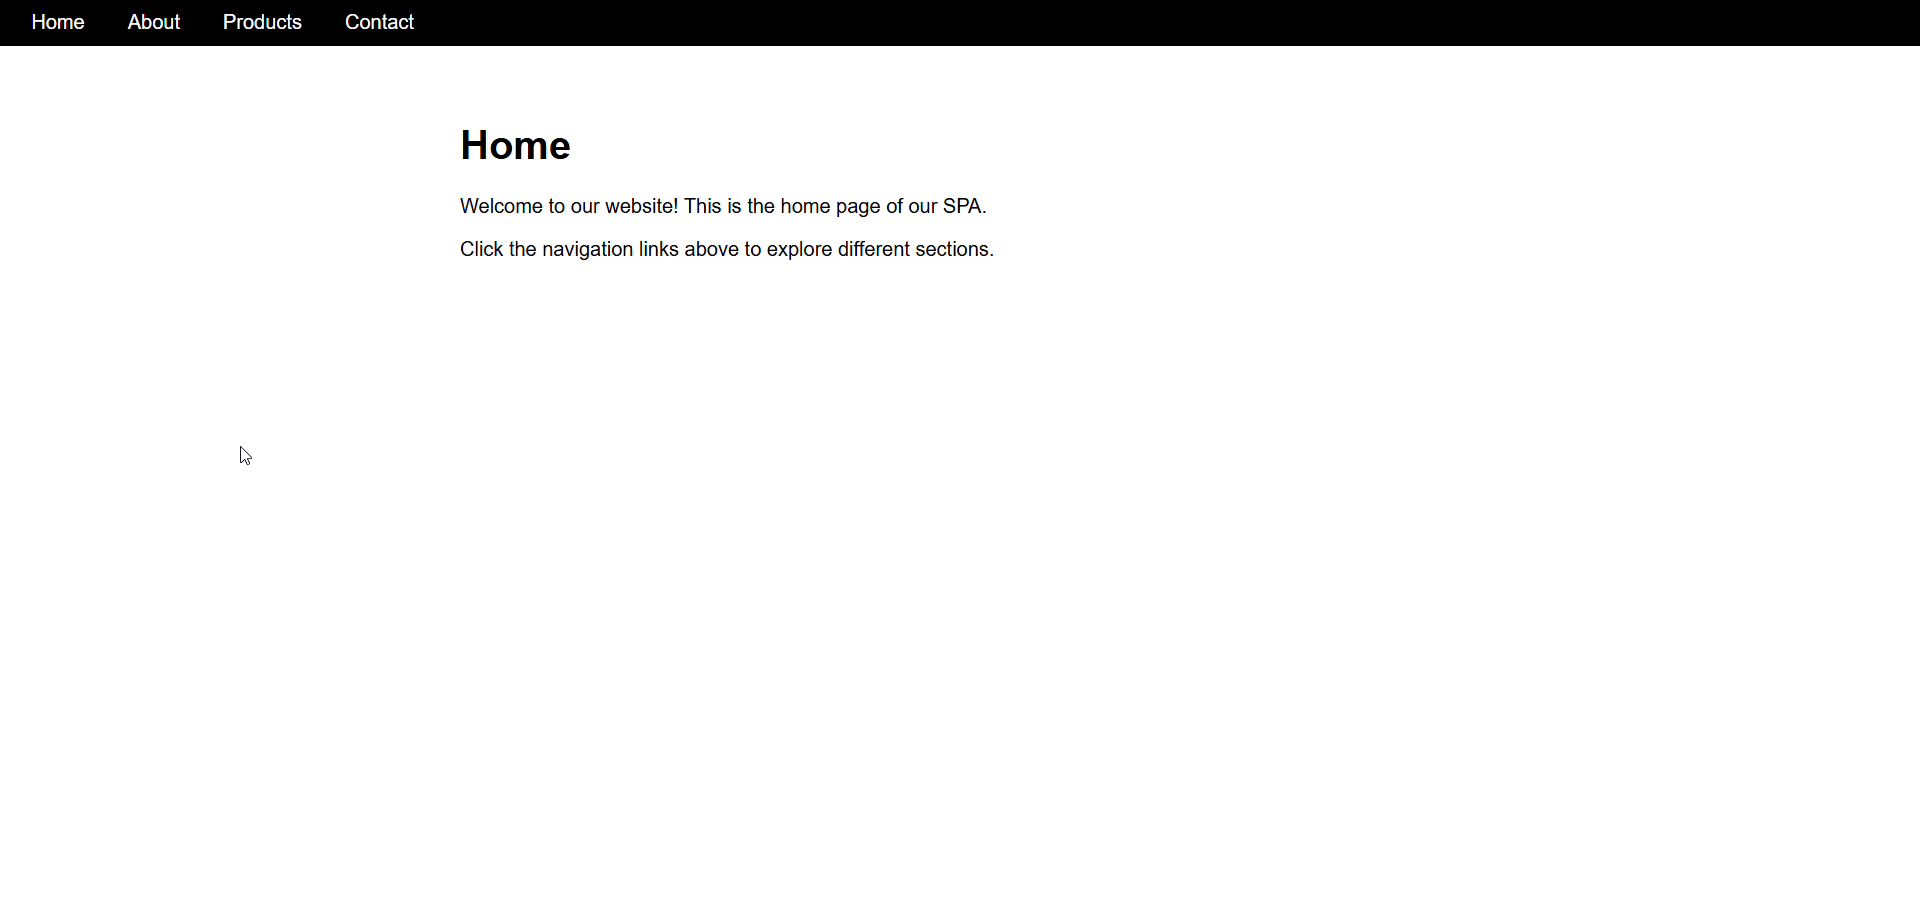 Home About Products Contact
Home
Welcome to our website! This is the home page of our SPA.
Click the navigation links above to explore different sections.